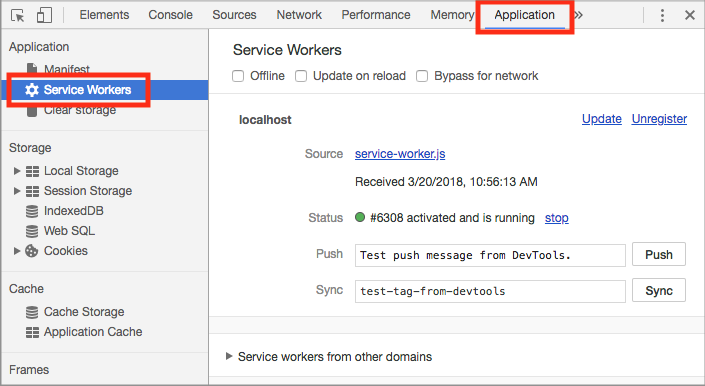 Elements Console Sources Network Performance Memory Application »
Application
Manifest
Service Workers
Clear storage
Storage
Local Storage
Session Storage
IndexedDB
Web SQL
Cookies
Cache
Cache Storage
Application Cache
Frames
Service Workers
Offline Update on reload Bypass for network
localhost Update Unregister
Source service-worker.js
Received 3/20/2018, 10:56:13 AM
Status #6308 activated and is running stop
Push Test push message from DevTools. Push
Sync test-tag-from-devtools Sync
Service workers from other domains